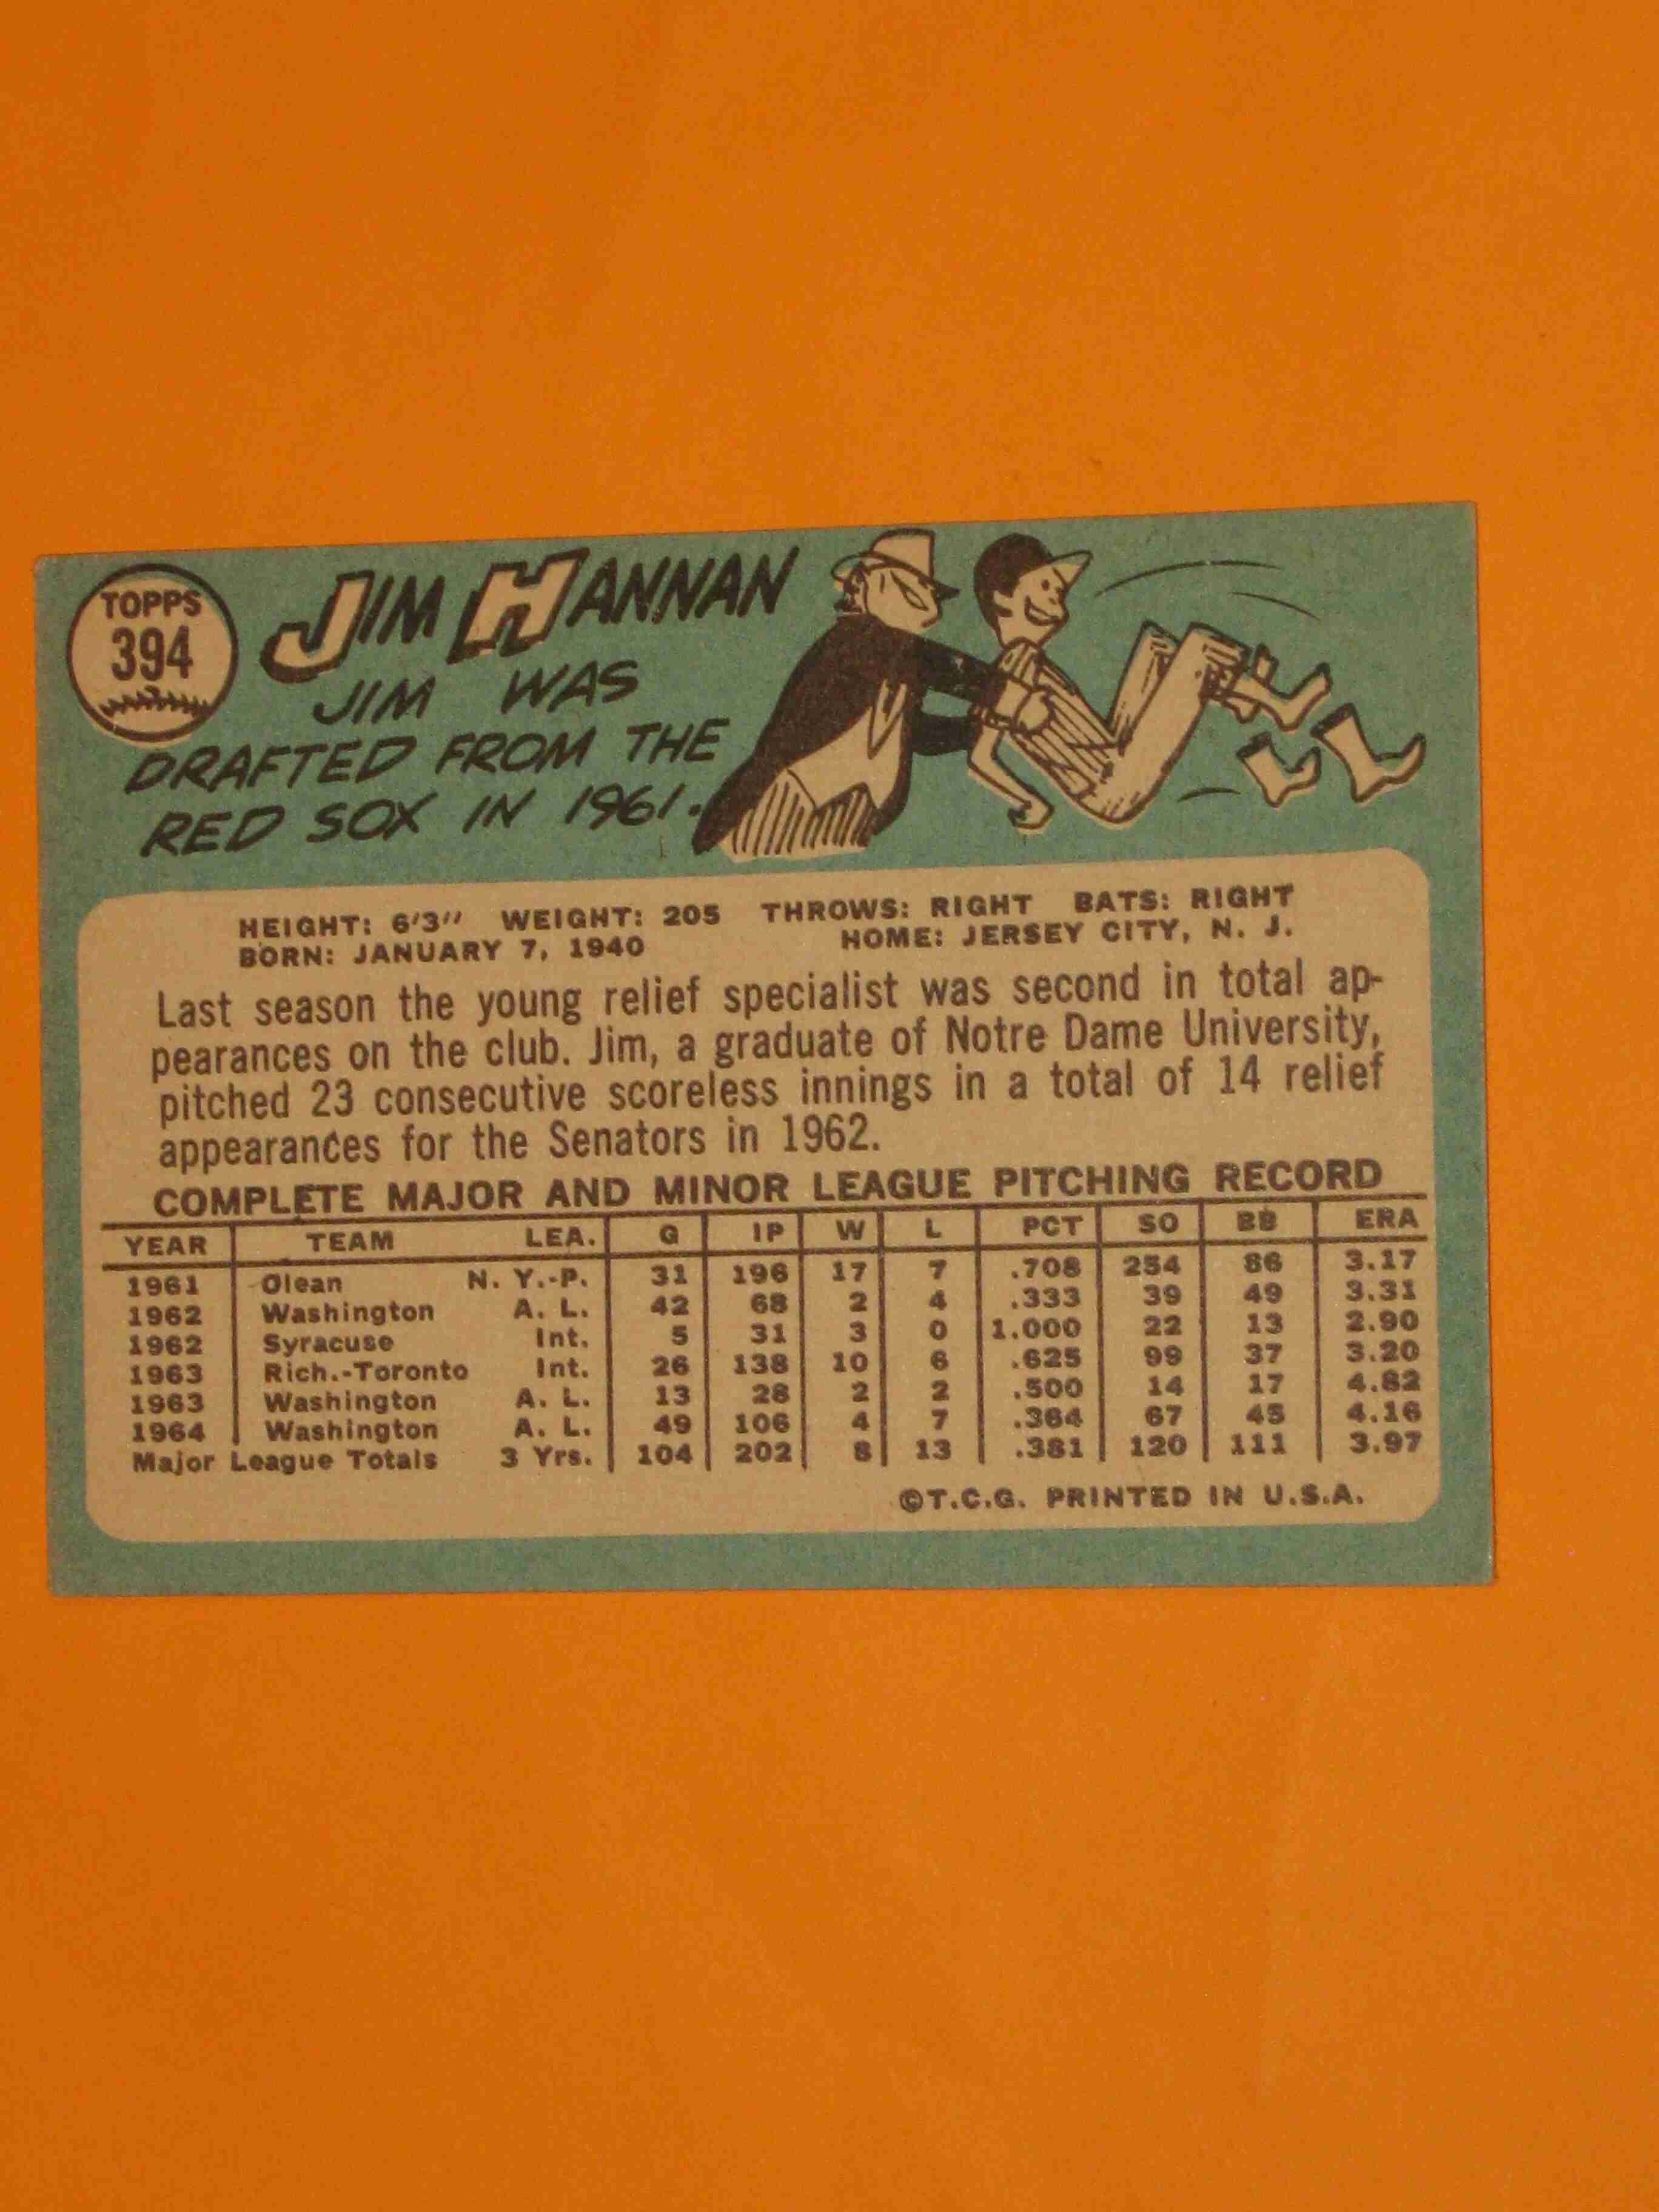 TOPPS
394
JIM HANNAN
JIM WAS
DRAFTED FROM THE
RED SOX IN 1961.
HEIGHT: 6'3" WEIGHT: 205 THROWS: RIGHT BATS: RIGHT
BORN: JANUARY 7, 1940 HOME: JERSEY CITY, N. J.
Last season the young relief specialist was second in total ap-
pearances on the club. Jim, a graduate of Notre Dame University,
pitched 23 consecutive scoreless innings in a total of 14 relief
appearances for the Senators in 1962.
COMPLETE MAJOR AND MINOR LEAGUE PITCHING RECORD
YEAR TEAM LEA. G IP W L PCT SO BB ERA
1961 Olean N. Y.-P. 31 196 17 7 .708 254 86 3.17
1962 Washington A. L. 42 68 2 4 .333 39 49 3.31
1962 Syracuse Int. 5 31 3 0 1.000 22 13 2.90
1963 Rich.-Toronto Int. 26 138 10 6 .625 99 37 3.20
1963 Washington A. L. 13 28 2 2 .500 14 17 4.82
1964 Washington A. L. 49 106 4 7 .364 67 45 4.16
Major League Totals 3 Yrs. 104 202 8 13 .381 120 111 3.97
©T.C.G. PRINTED IN U.S.A.